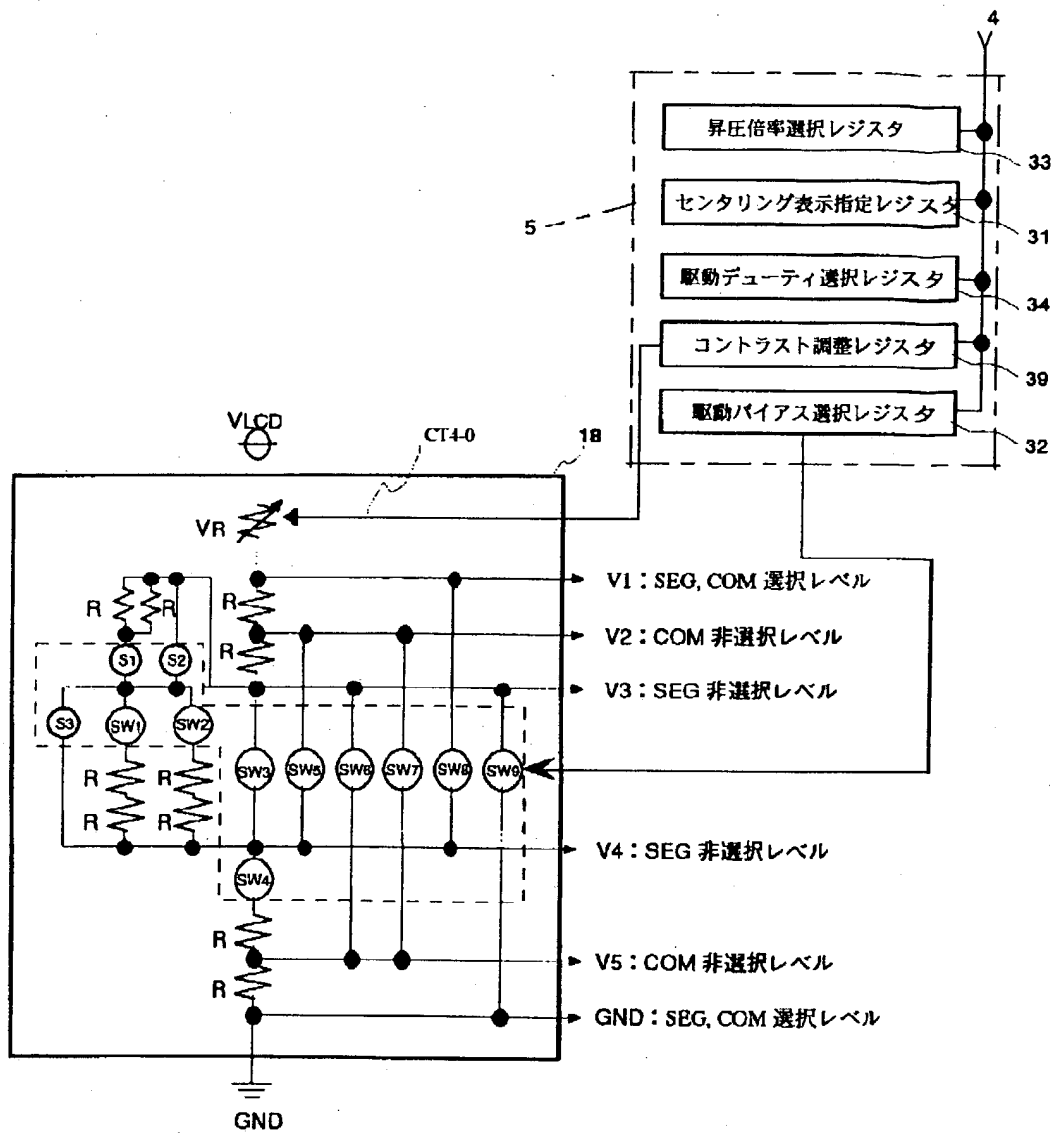 4
昇圧倍率選択レジスタ
33
センタリング表示指定レジスタ
31
5
駆動デューティ選択レジスタ
34
コントラスト調整レジスタ
39
駆動バイアス選択レジスタ
32
VLCD
CT4-0
18
VR
V1：SEG, COM 選択レベル
R
R
R
V2：COM 非選択レベル
R
S1
S2
V3：SEG 非選択レベル
S3
SW1
SW2
SW3
SW5
SW6
SW7
SW8
SW9
R
R
R
R
V4：SEG 非選択レベル
SW4
R
V5：COM 非選択レベル
R
GND：SEG, COM 選択レベル
GND